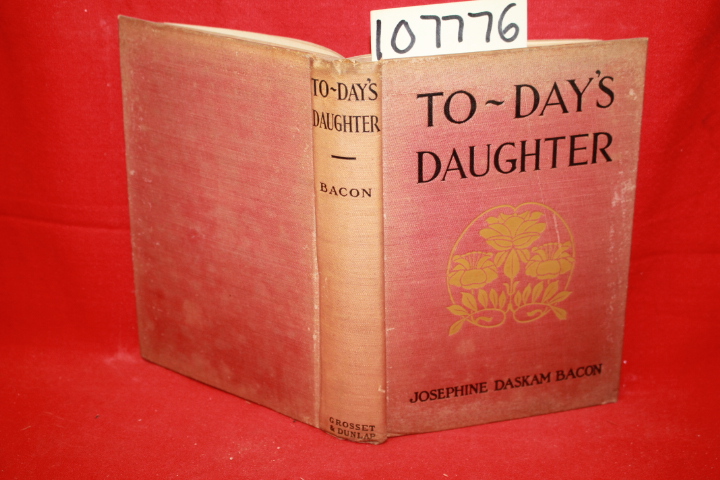 107776
TO~DAY'S
DAUGHTER
BACON
GROSSET
& DUNLAP
TO~DAY'S
DAUGHTER
JOSEPHINE DASKAM BACON